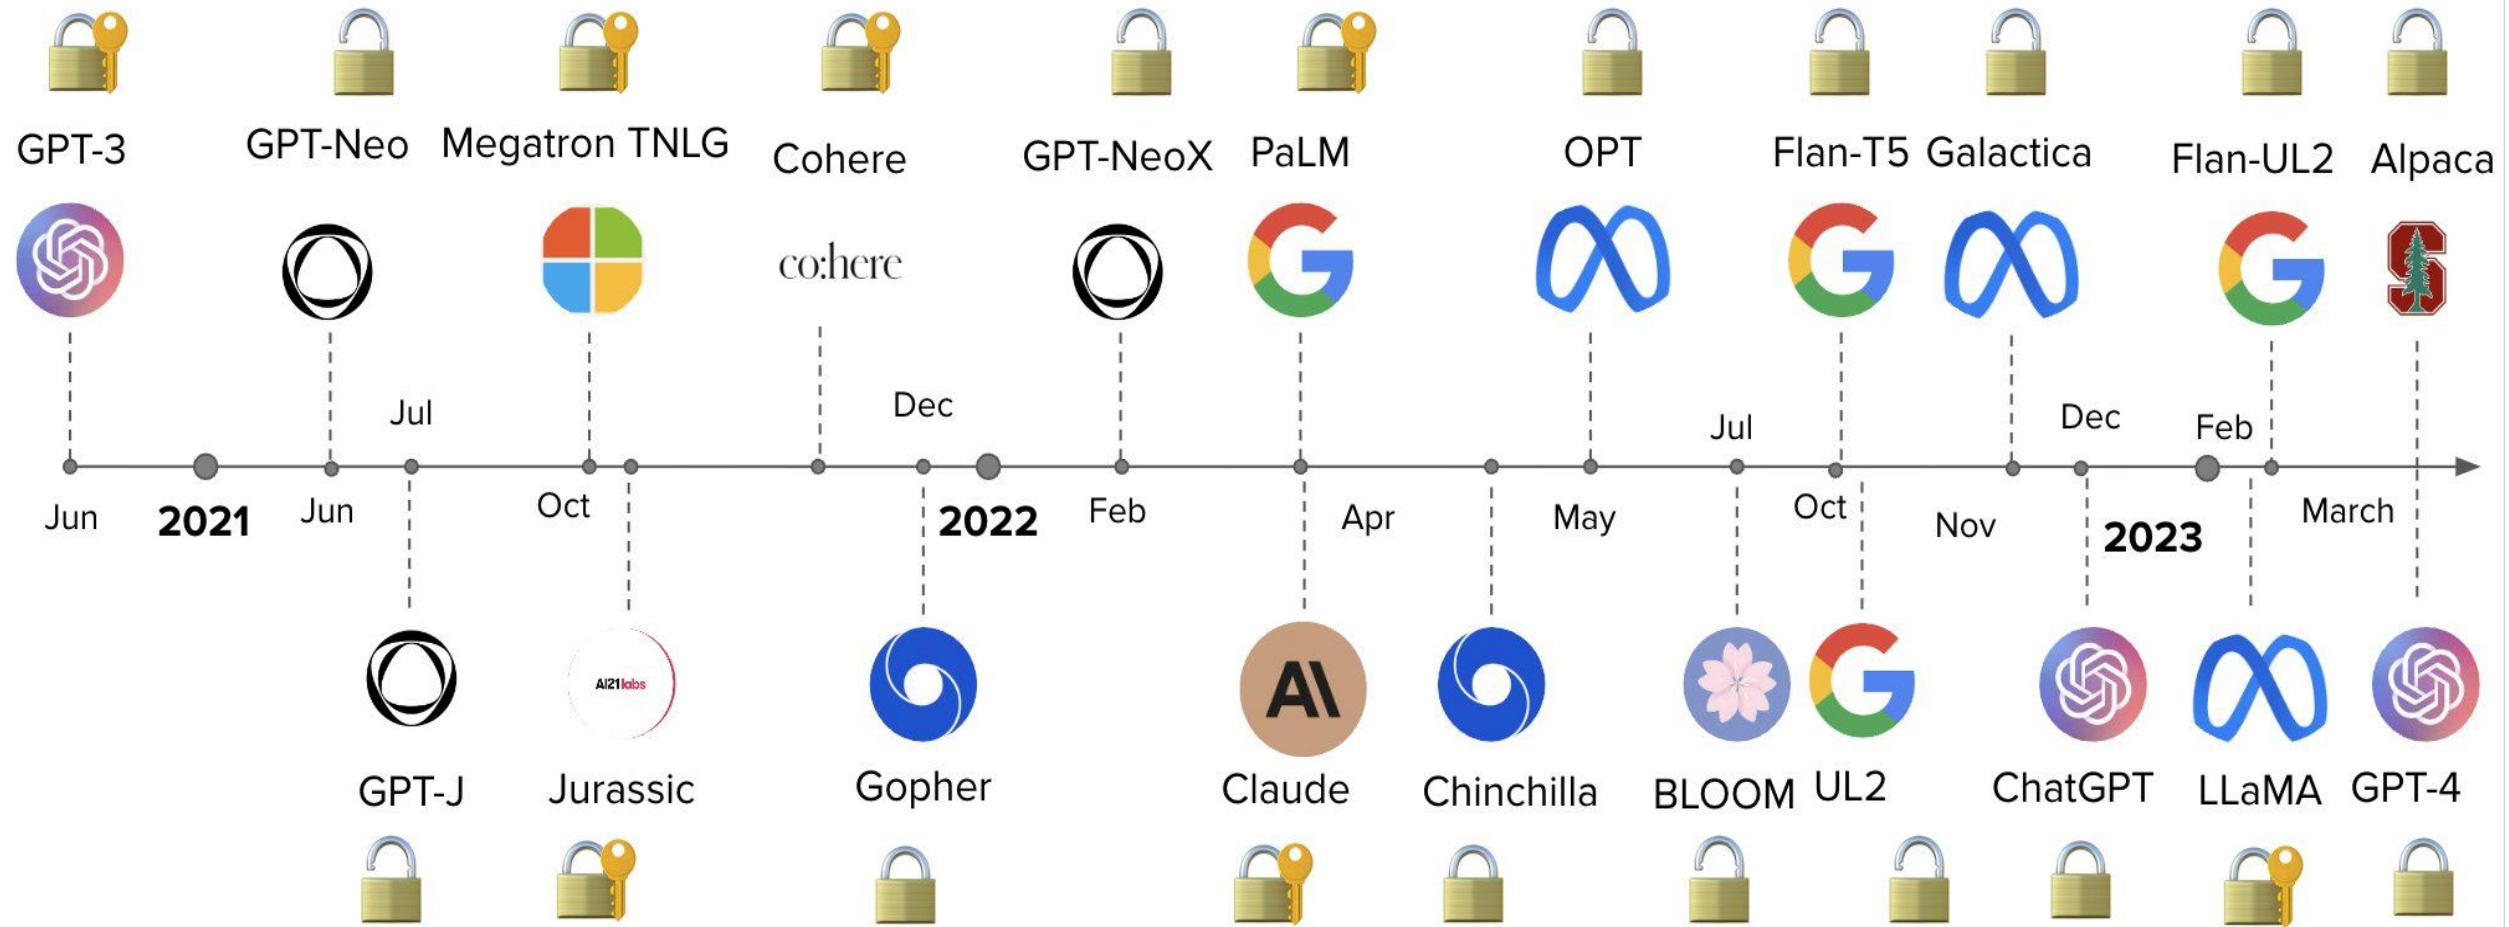 GPT-3
GPT-Neo
Megatron TNLG
Cohere
GPT-NeoX
PaLM
OPT
Flan-T5
Galactica
Flan-UL2
Alpaca
co:here
Jul
Dec
Jul
Dec
Feb
Jun
2021
Jun
Oct
2022
Feb
Apr
May
Oct
Nov
2023
March
AI21labs
A\
GPT-J
Jurassic
Gopher
Claude
Chinchilla
BLOOM
UL2
ChatGPT
LLaMA
GPT-4